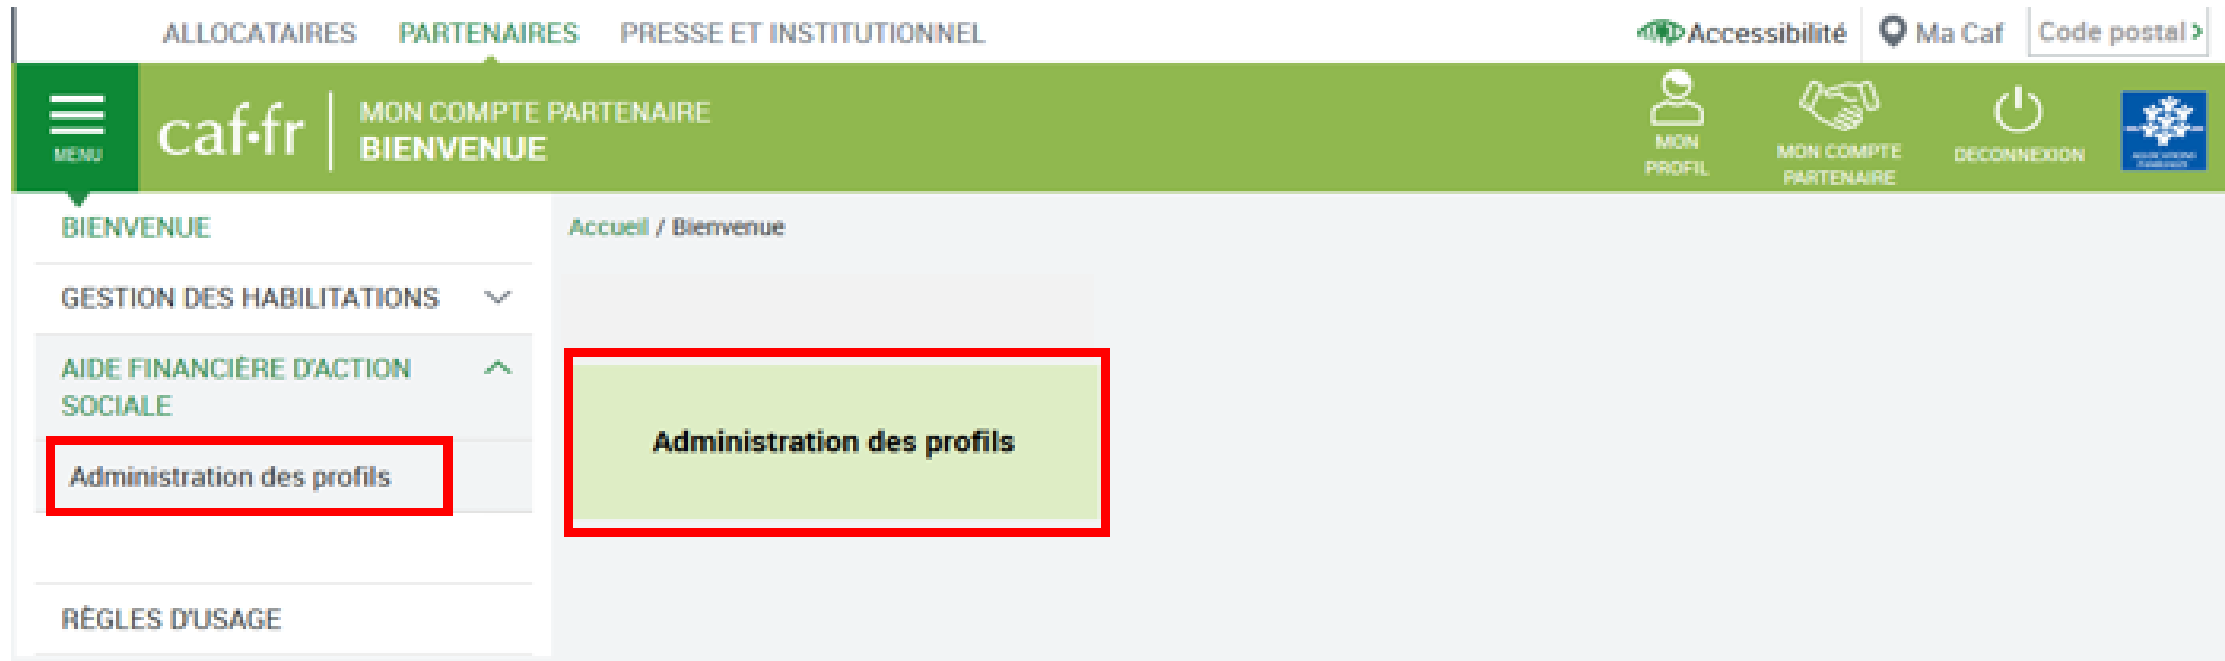 ALLOCATAIRES PARTENAIRES PRESSE ET INSTITUTIONNEL Accessibilité Ma Caf Code postal
MENU
caf.fr
MON COMPTE PARTENAIRE
BIENVENUE
MON
PROFIL
MON COMPTE
PARTENAIRE
DECONNEXION
ALLOCATIONS
FAMILIALES
BIENVENUE
Accueil / Bienvenue
GESTION DES HABILITATIONS
AIDE FINANCIÈRE D'ACTION
SOCIALE
Administration des profils
Administration des profils
RÈGLES D'USAGE